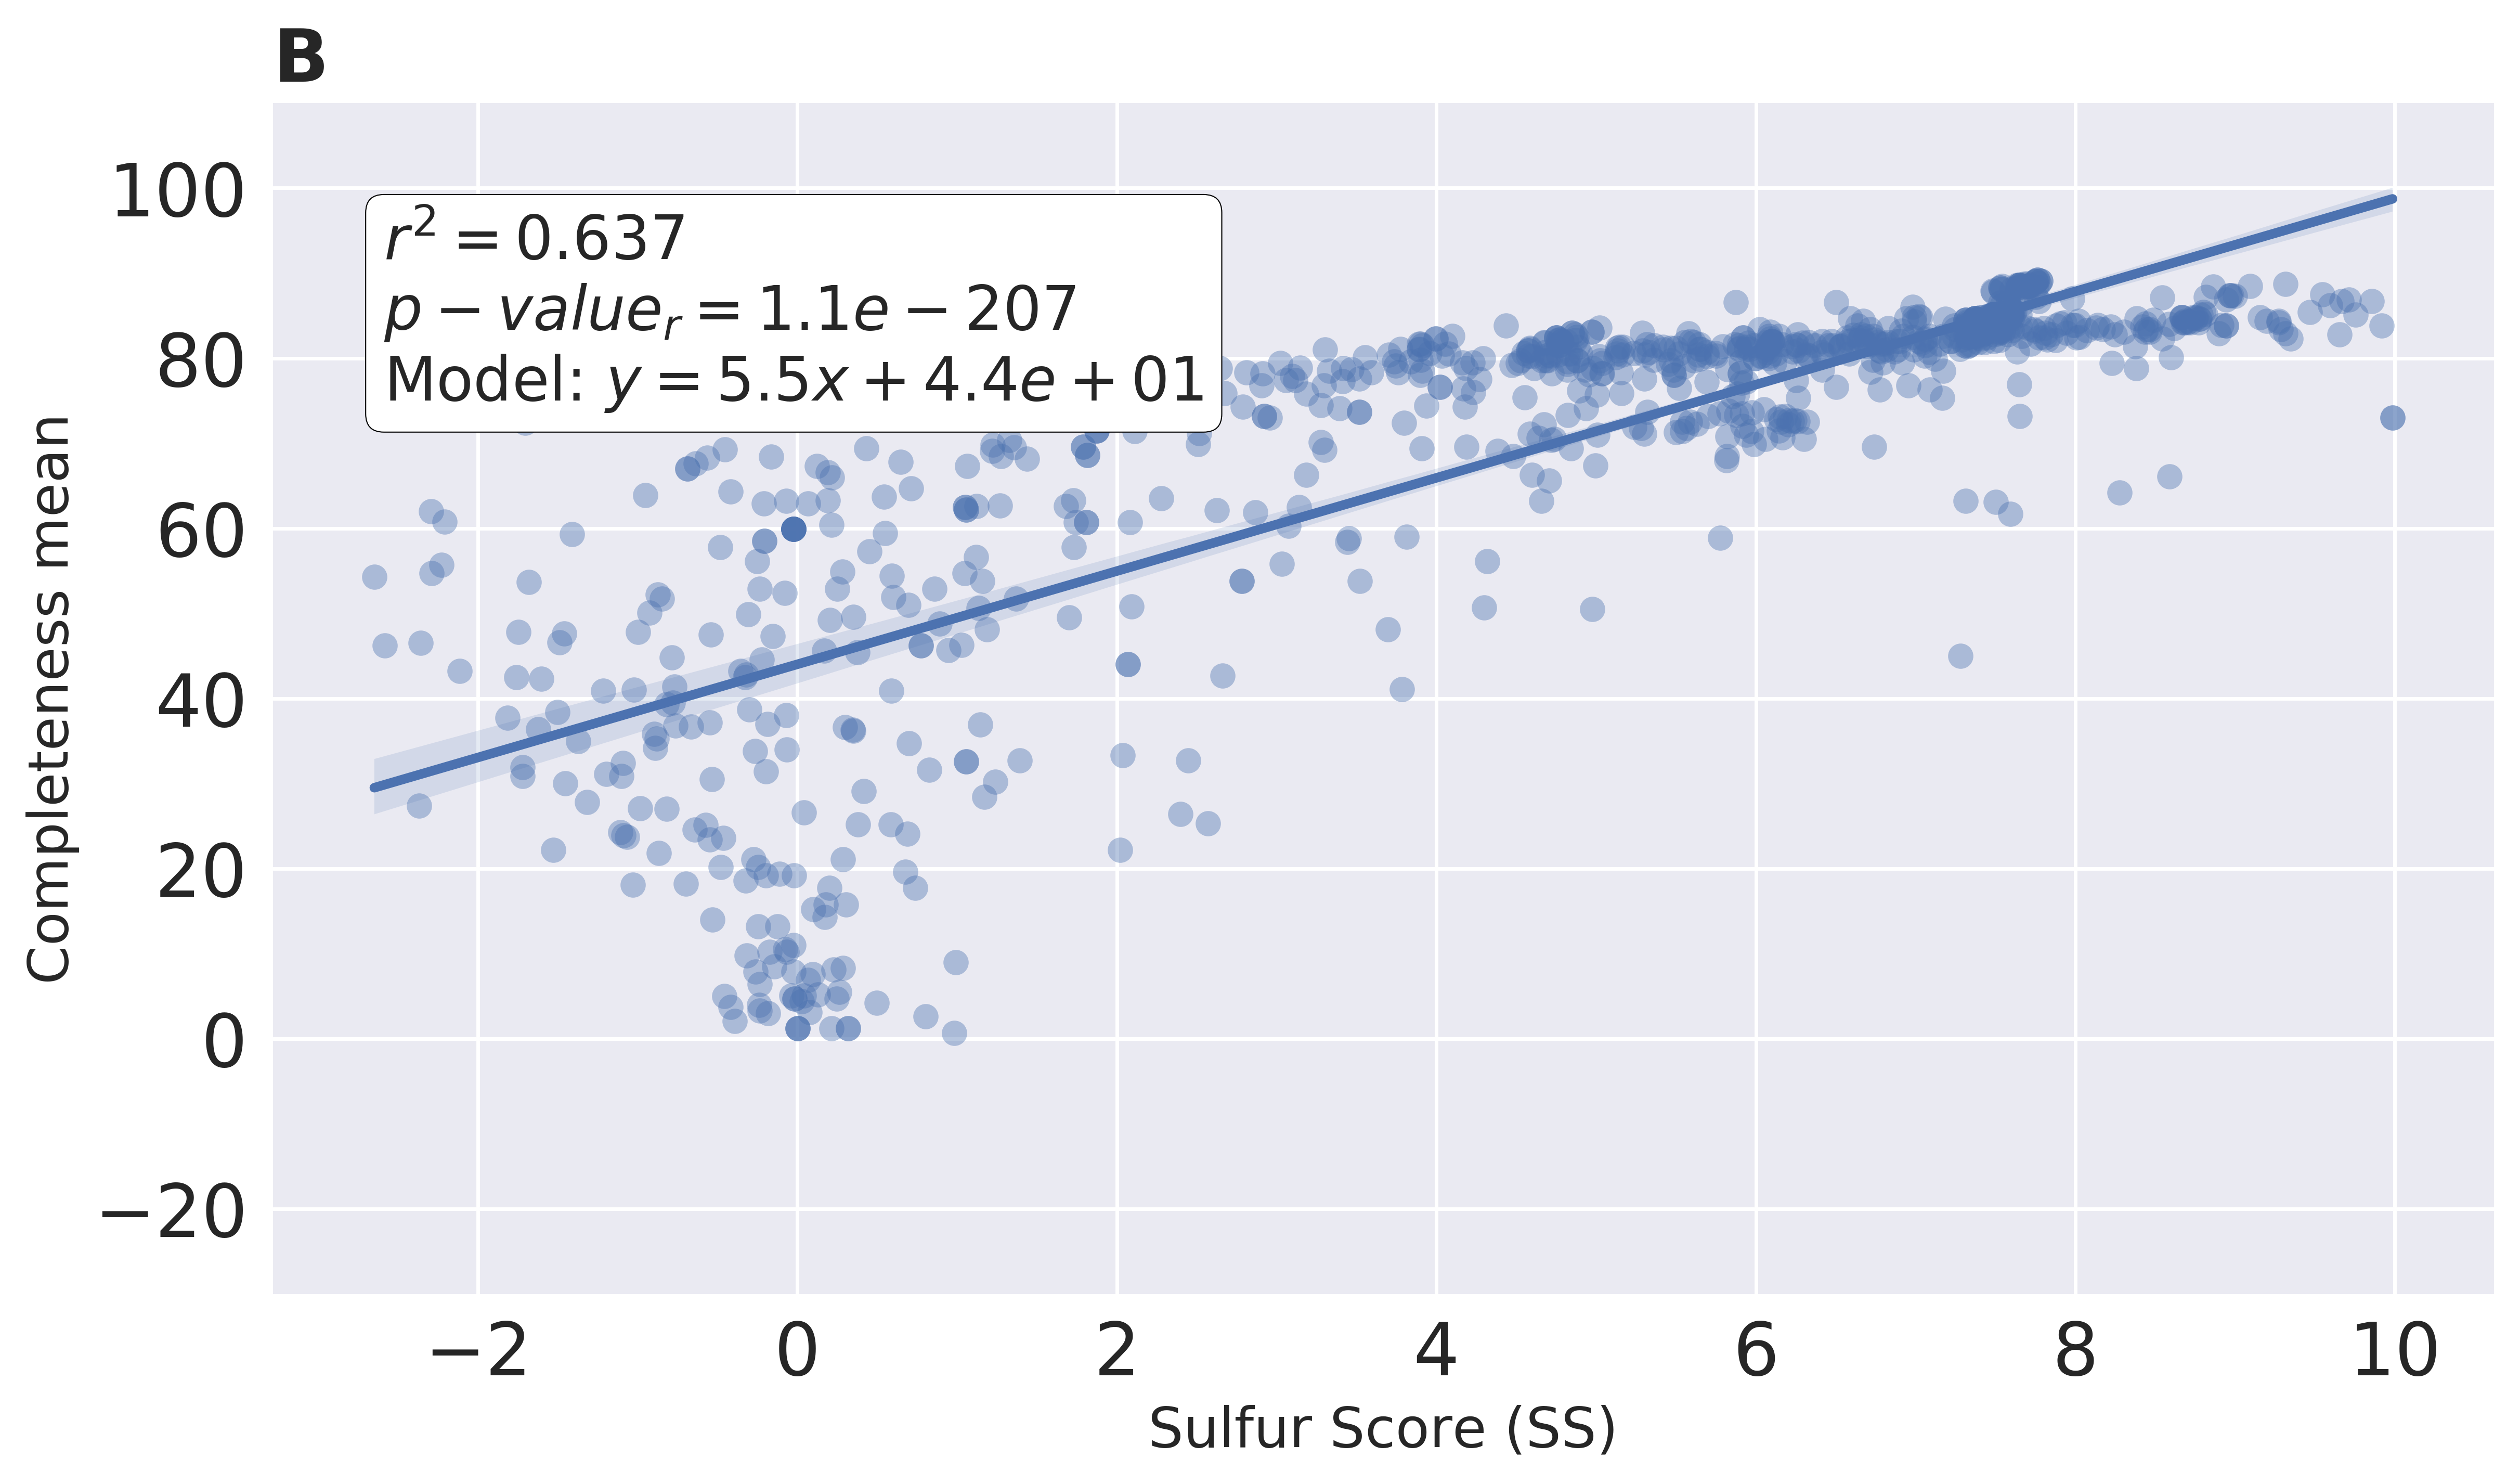 B
100
80
60
40
20
0
−20
Completeness mean
r² = 0.637
p − valueᵣ = 1.1e − 207
Model: y = 5.5x + 4.4e + 01
−2 0 2 4 6 8 10
Sulfur Score (SS)